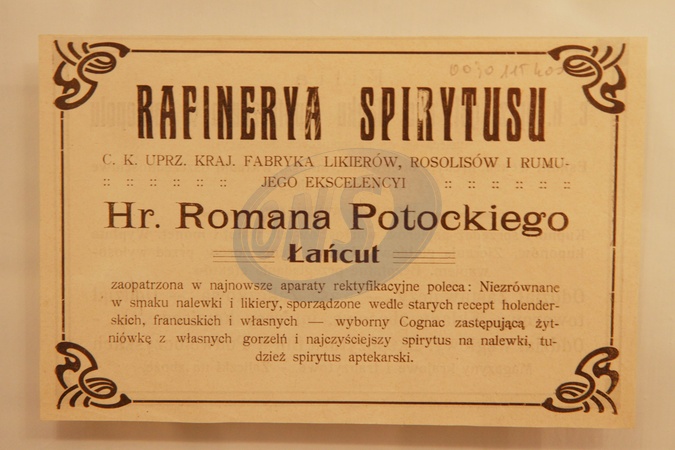 RAFINERYA SPIRYTUSU
C. K. UPRZ. KRAJ. FABRYKA LIKIERÓW, ROSOLISÓW I RUMU-
:: :: :: :: :: :: JEGO EKSCELENCYI :: :: :: :: :: ::
Hr. Romana Potockiego
Łańcut
zaopatrzona w najnowsze aparaty rektyfikacyjne poleca: Niezrównane
w smaku nalewki i likiery, sporządzone wedle starych recept holender-
skich, francuskich i własnych — wyborny Cognac zastępującą żyt-
niówkę z własnych gorzelń i najczyściejszy spirytus na nalewki, tu-
dzież spirytus aptekarski.
ONS